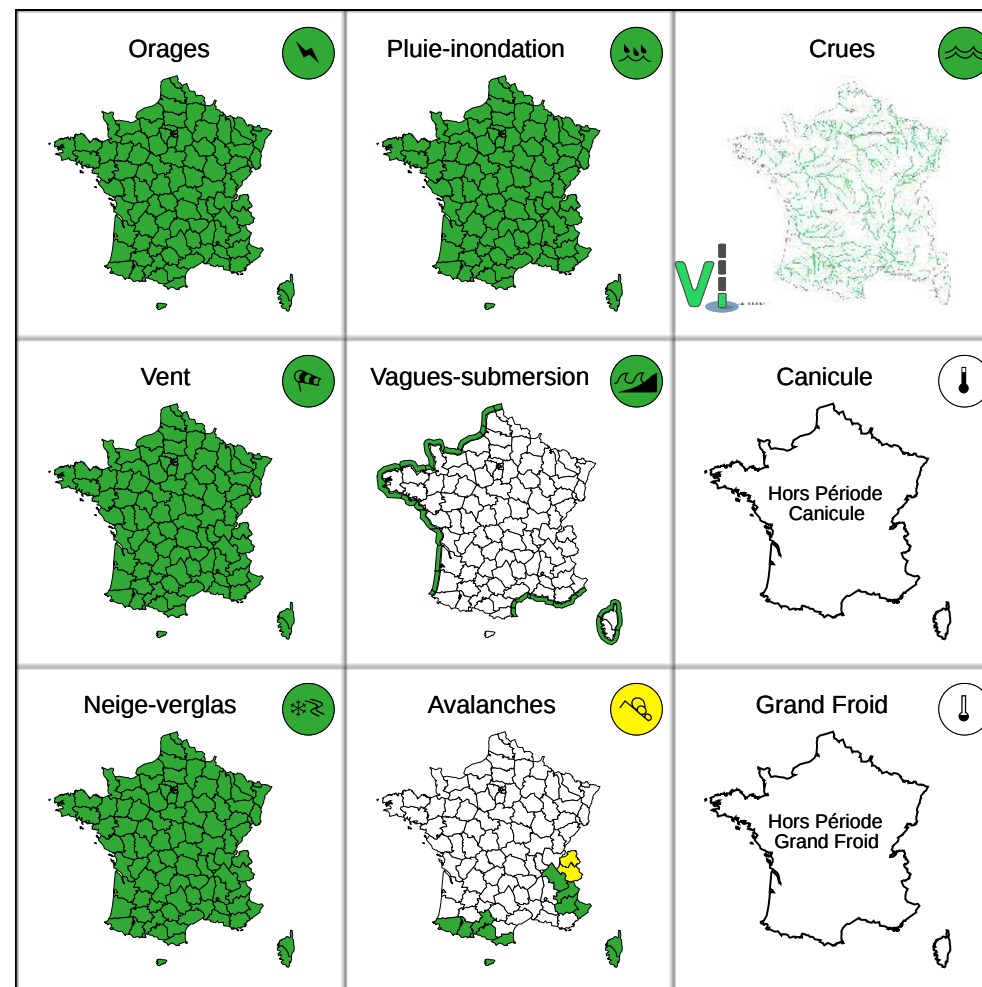 Orages
Pluie-inondation
Crues
Vi
Vent
Vagues-submersion
Canicule
Hors Période
Canicule
Neige-verglas
Avalanches
Grand Froid
Hors Période
Grand Froid